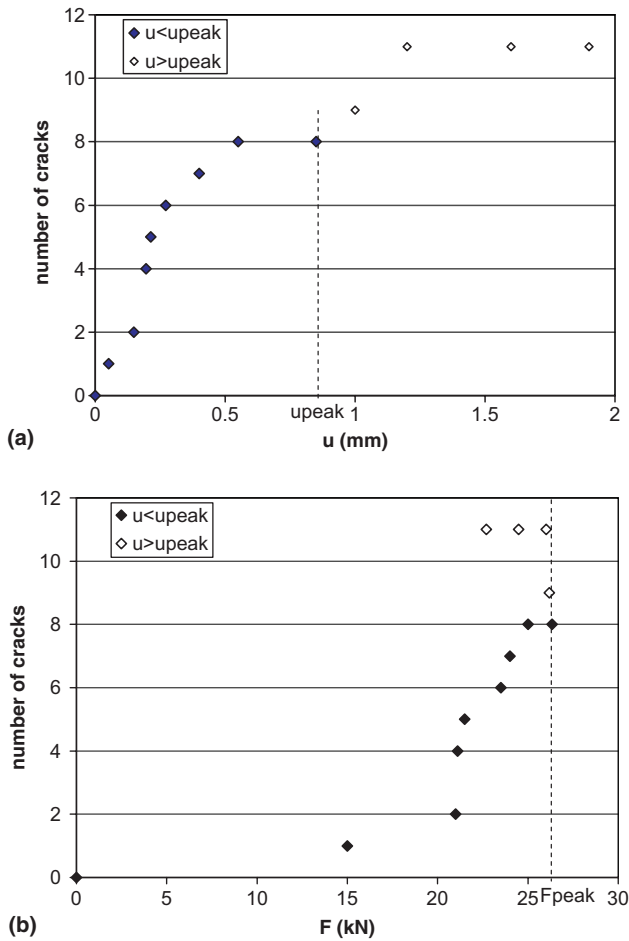 12
u<upeak
u>upeak
10
8
6
4
2
0
number of cracks
0 0.5 upeak 1 1.5 2
(a)
u (mm)
12
u<upeak
u>upeak
10
8
6
4
2
0
number of cracks
0 5 10 15 20 25 Fpeak 30
(b)
F (kN)